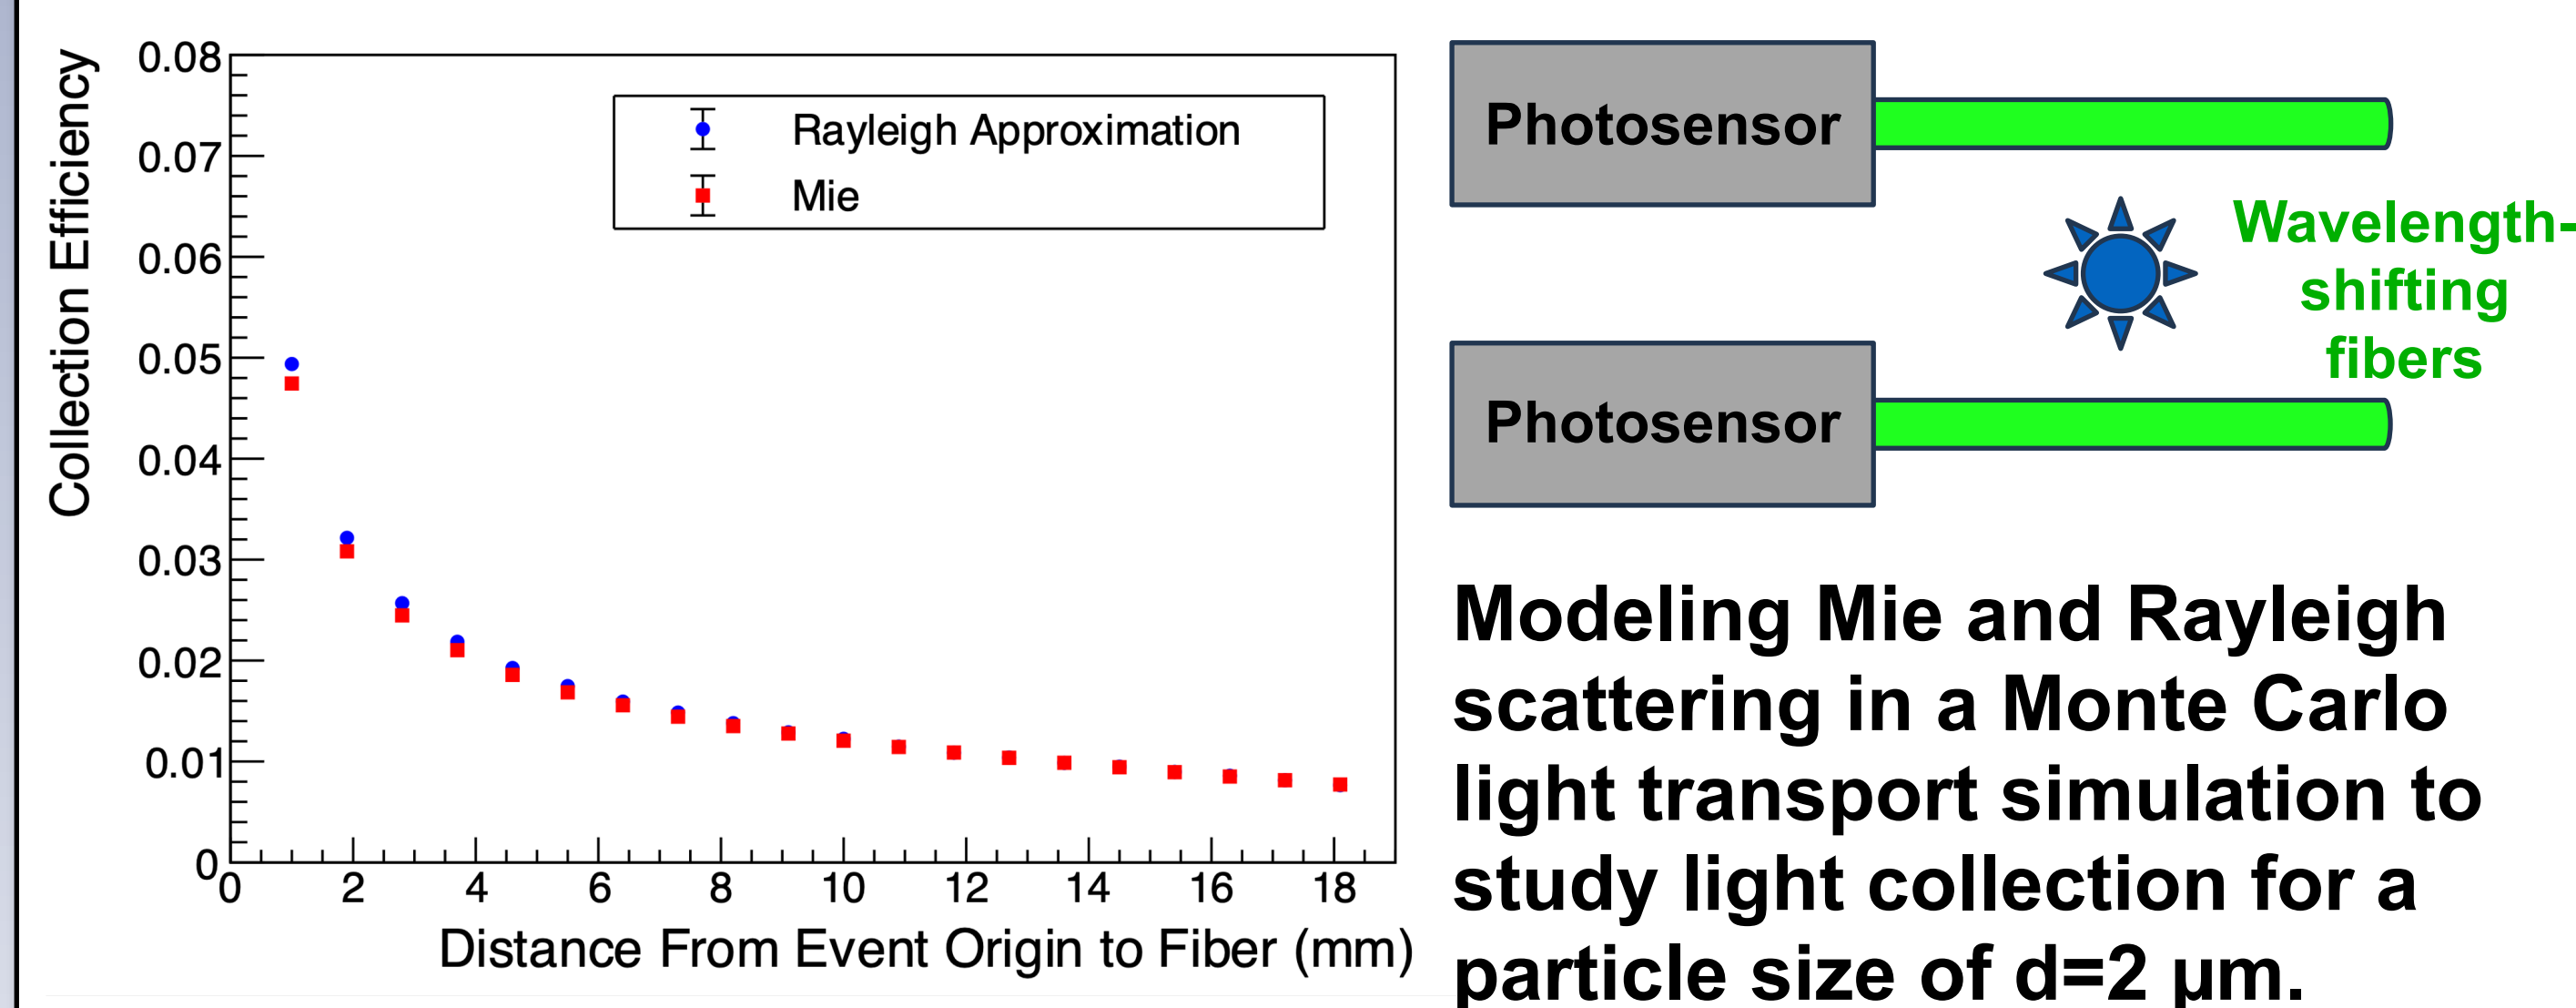 Collection Efficiency
0.08
0.07
0.06
0.05
0.04
0.03
0.02
0.01
0
0 2 4 6 8 10 12 14 16 18
Distance From Event Origin to Fiber (mm)
Rayleigh Approximation
Mie
Photosensor
Wavelength-
shifting
fibers
Photosensor
Modeling Mie and Rayleigh
scattering in a Monte Carlo
light transport simulation to
study light collection for a
particle size of d=2 μm.